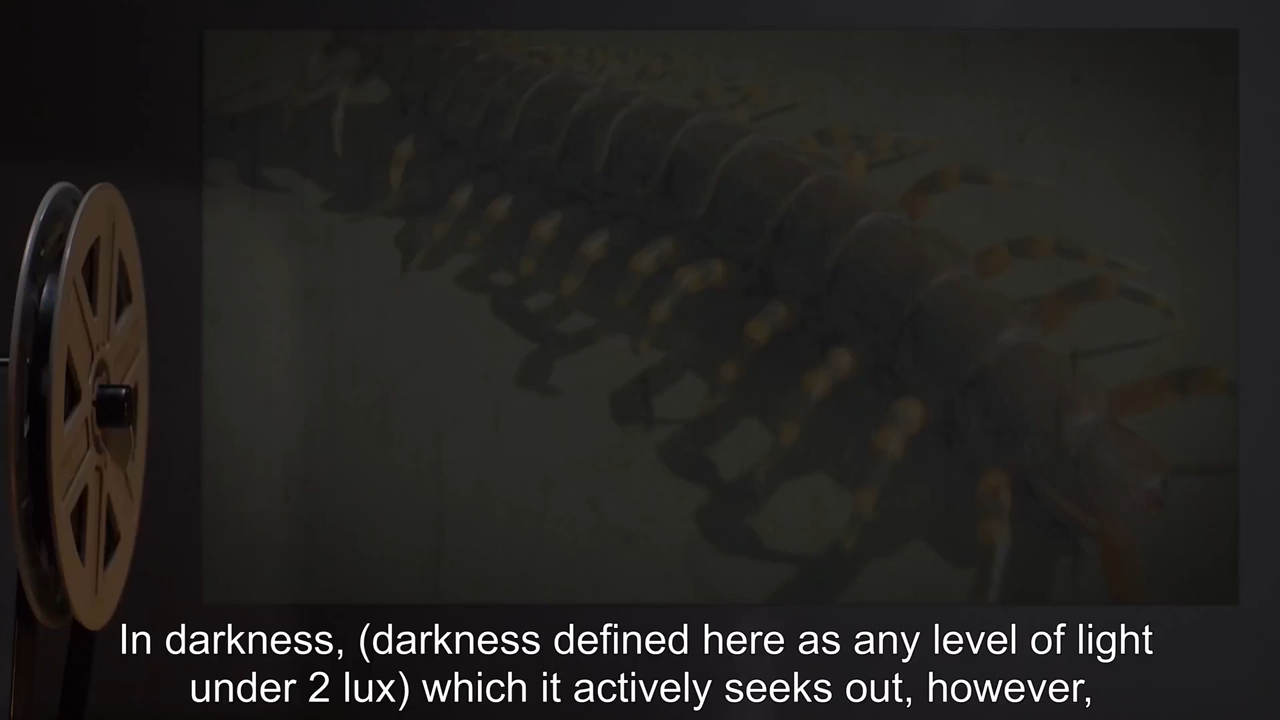 In darkness, (darkness defined here as any level of light
under 2 lux) which it actively seeks out, however,